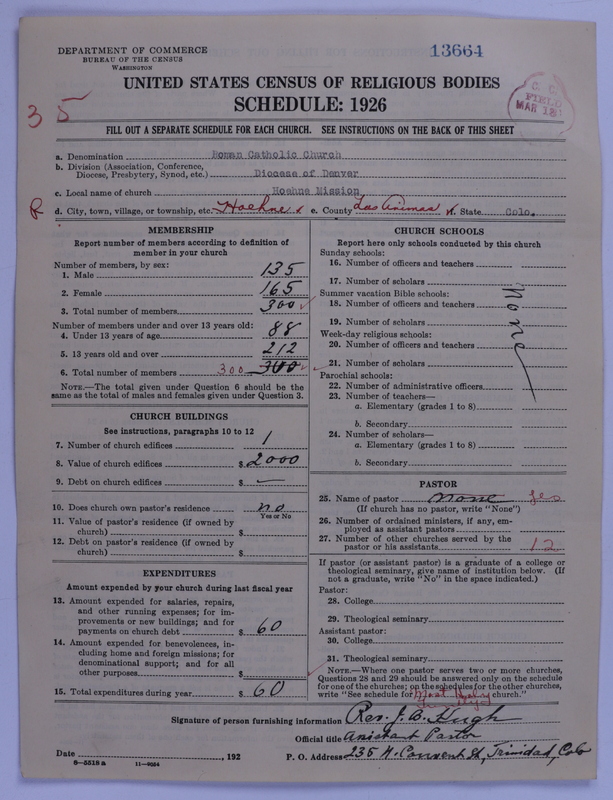 DEPARTMENT OF COMMERCE
BUREAU OF THE CENSUS
WASHINGTON
13664
UNITED STATES CENSUS OF RELIGIOUS BODIES
SCHEDULE: 1926
35
FIELD
MAR 12
FILL OUT A SEPARATE SCHEDULE FOR EACH CHURCH. SEE INSTRUCTIONS ON THE BACK OF THIS SHEET
a. Denomination Roman Catholic Church
b. Division (Association, Conference,
Diocese, Presbytery, Synod, etc.) Diocese of Denver
c. Local name of church Hoehne Mission
R d. City, town, village, or township, etc. Hoehne e. County Las Animas f. State Colo.
MEMBERSHIP
Report number of members according to definition of
member in your church
Number of members, by sex:
1. Male 135
2. Female 165
3. Total number of members 300
Number of members under and over 13 years old:
4. Under 13 years of age 88
5. 13 years old and over 212
6. Total number of members 300 300
NOTE.—The total given under Question 6 should be the
same as the total of males and females given under Question 3.
CHURCH BUILDINGS
See instructions, paragraphs 10 to 12
7. Number of church edifices 1
8. Value of church edifices $ 2000
9. Debt on church edifices $ —
10. Does church own pastor's residence no
Yes or No
11. Value of pastor's residence (if owned by
church) $
12. Debt on pastor's residence (if owned by
church) $
EXPENDITURES
Amount expended by your church during last fiscal year
13. Amount expended for salaries, repairs,
and other running expenses; for im-
provements or new buildings; and for
payments on church debt $ 60
14. Amount expended for benevolences, in-
cluding home and foreign missions; for
denominational support; and for all
other purposes $
15. Total expenditures during year $ 60
CHURCH SCHOOLS
Report here only schools conducted by this church
Sunday schools:
16. Number of officers and teachers
17. Number of scholars
Summer vacation Bible schools:
18. Number of officers and teachers
None
19. Number of scholars
Week-day religious schools:
20. Number of officers and teachers
21. Number of scholars
Parochial schools:
22. Number of administrative officers
23. Number of teachers—
a. Elementary (grades 1 to 8)
b. Secondary
24. Number of scholars—
a. Elementary (grades 1 to 8)
b. Secondary
PASTOR
25. Name of pastor none Yes
(If church has no pastor, write "None")
26. Number of ordained ministers, if any, em-
ployed as assistant pastors
27. Number of other churches served by the
pastor or his assistants 12
If pastor (or assistant pastor) is a graduate of a college or
theological seminary, give name of institution below. (If
not a graduate, write "No" in the space indicated.)
Pastor:
28. College
29. Theological seminary
Assistant pastor:
30. College
31. Theological seminary
NOTE.—Where one pastor serves two or more churches,
Questions 28 and 29 should be answered only on the schedule
for one of the churches; on the schedules for the other churches,
write "See schedule for Most Holy church."
Signature of person furnishing information Rev. J. B. Hugh
Official title Assistant Pastor
Date , 192 P. O. Address 235 N. Convent St, Trinidad, Colo
8—5518 a 11—9024